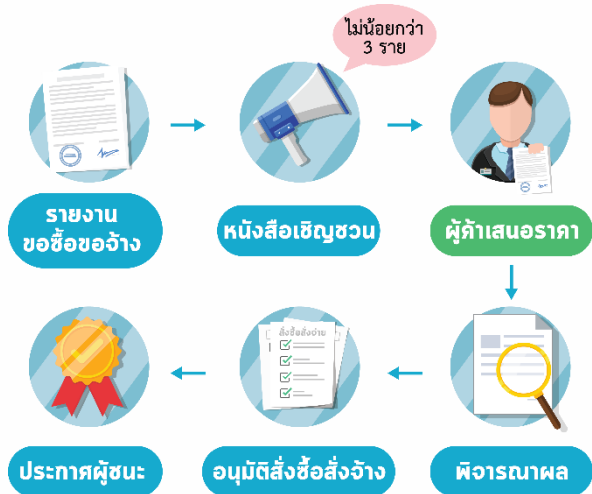 ไม่น้อยกว่า
3 ราย
รายงาน
ขอซื้อขอจ้าง
หนังสือเชิญชวน
ผู้ค้าเสนอราคา
สั่งซื้อสั่งจ่าย
ประกาศผู้ชนะ
อนุมัติสั่งซื้อสั่งจ้าง
พิจารณาผล